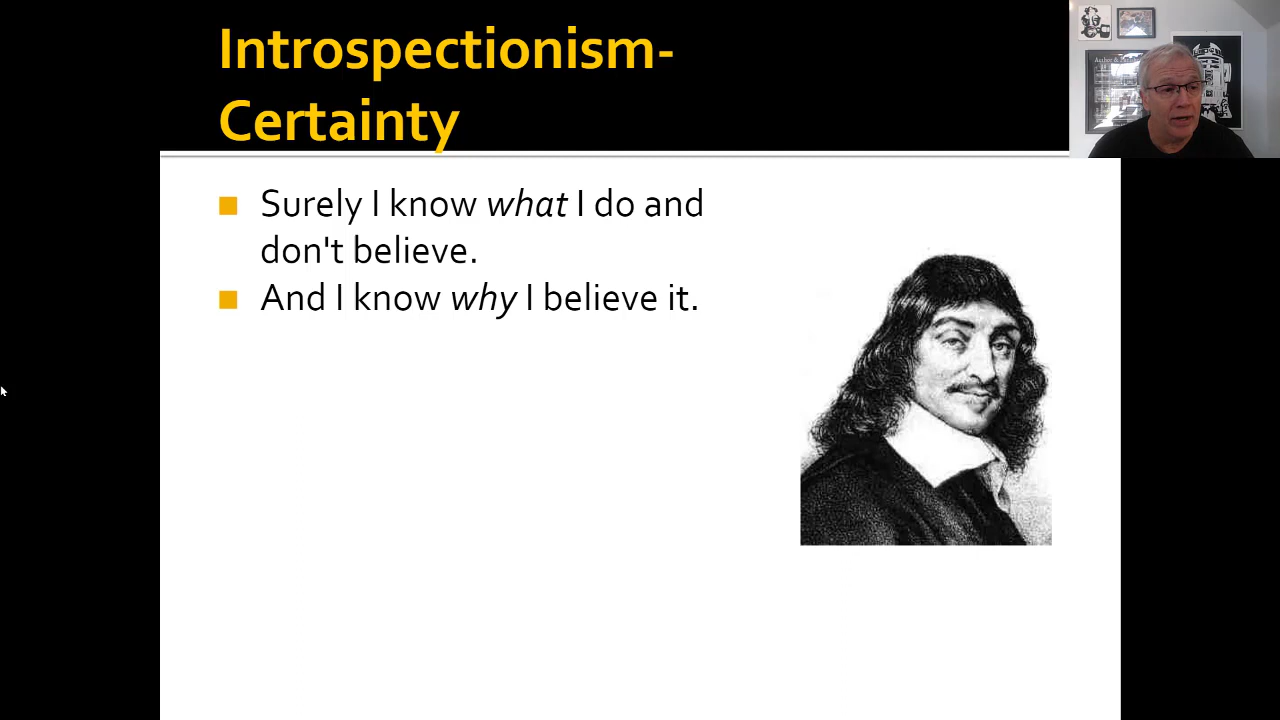 Introspectionism-
Certainty
Surely I know what I do and
don't believe.
And I know why I believe it.